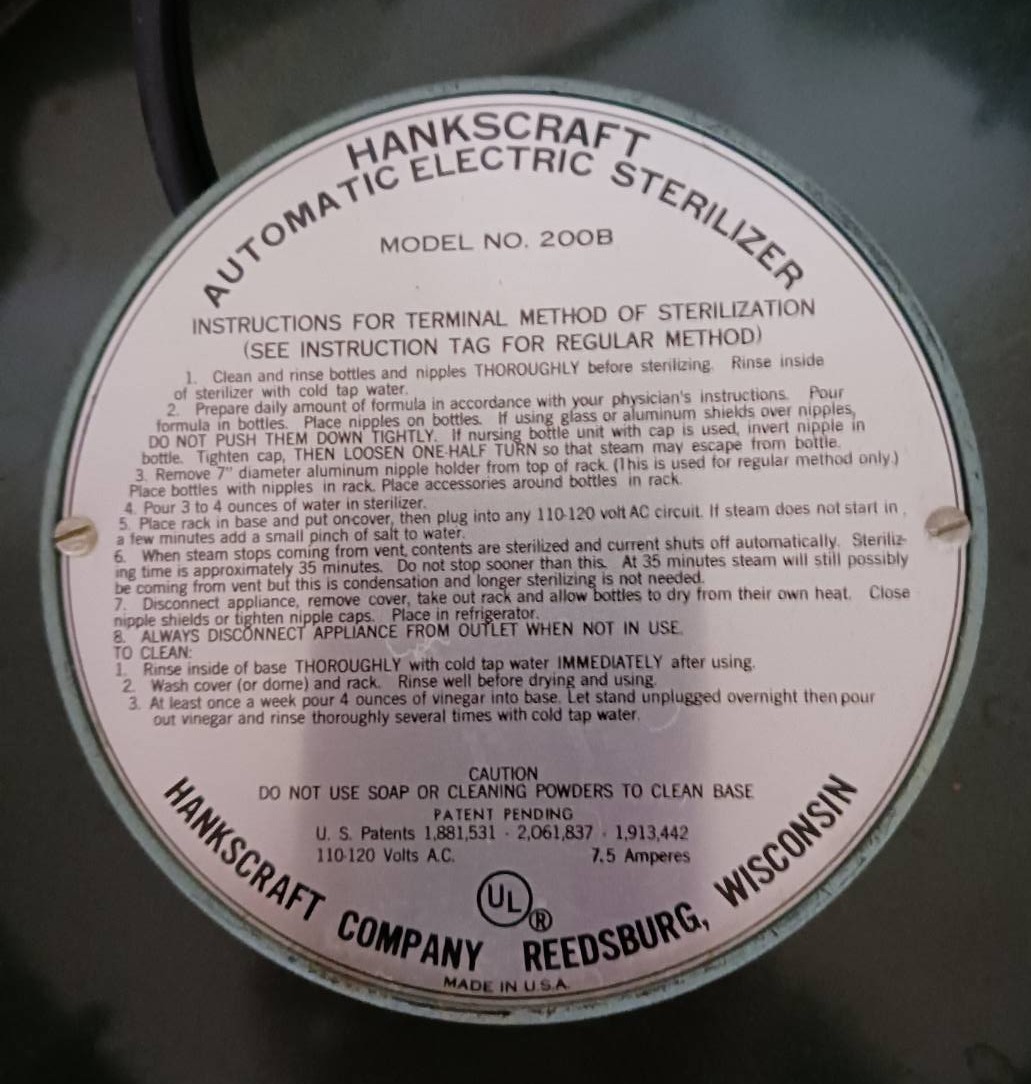 HANKSCRAFT
AUTOMATIC ELECTRIC STERILIZER
MODEL NO. 200B
INSTRUCTIONS FOR TERMINAL METHOD OF STERILIZATION
(SEE INSTRUCTION TAG FOR REGULAR METHOD)
1. Clean and rinse bottles and nipples THOROUGHLY before sterilizing. Rinse inside
of sterilizer with cold tap water.
2. Prepare daily amount of formula in accordance with your physician's instructions. Pour
formula in bottles. Place nipples on bottles. If using glass or aluminum shields over nipples,
DO NOT PUSH THEM DOWN TIGHTLY. If nursing bottle unit with cap is used, invert nipple in
bottle. Tighten cap, THEN LOOSEN ONE-HALF TURN so that steam may escape from bottle.
3. Remove 7" diameter aluminum nipple holder from top of rack. (This is used for regular method only.)
Place bottles with nipples in rack. Place accessories around bottles in rack.
4. Pour 3 to 4 ounces of water in sterilizer.
5. Place rack in base and put oncover, then plug into any 110-120 volt AC circuit. If steam does not start in
a few minutes add a small pinch of salt to water.
6. When steam stops coming from vent, contents are sterilized and current shuts off automatically. Steriliz-
ing time is approximately 35 minutes. Do not stop sooner than this. At 35 minutes steam will still possibly
be coming from vent but this is condensation and longer sterilizing is not needed.
7. Disconnect appliance, remove cover, take out rack and allow bottles to dry from their own heat. Close
nipple shields or tighten nipple caps. Place in refrigerator.
8. ALWAYS DISCONNECT APPLIANCE FROM OUTLET WHEN NOT IN USE.
TO CLEAN:
1. Rinse inside of base THOROUGHLY with cold tap water IMMEDIATELY after using.
2. Wash cover (or dome) and rack. Rinse well before drying and using.
3. At least once a week pour 4 ounces of vinegar into base. Let stand unplugged overnight then pour
out vinegar and rinse thoroughly several times with cold tap water.
CAUTION
DO NOT USE SOAP OR CLEANING POWDERS TO CLEAN BASE
PATENT PENDING
U. S. Patents 1,881,531 - 2,061,837 - 1,913,442
110-120 Volts A.C. 7.5 Amperes
UL ®
HANKSCRAFT COMPANY REEDSBURG, WISCONSIN
MADE IN U.S.A.